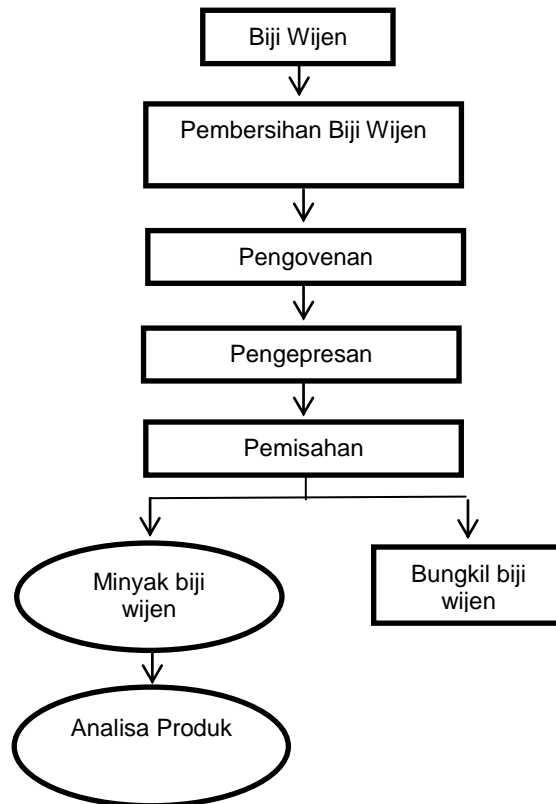 Biji Wijen
Pembersihan Biji Wijen
Pengovenan
Pengepresan
Pemisahan
Minyak biji
wijen
Bungkil biji
wijen
Analisa Produk